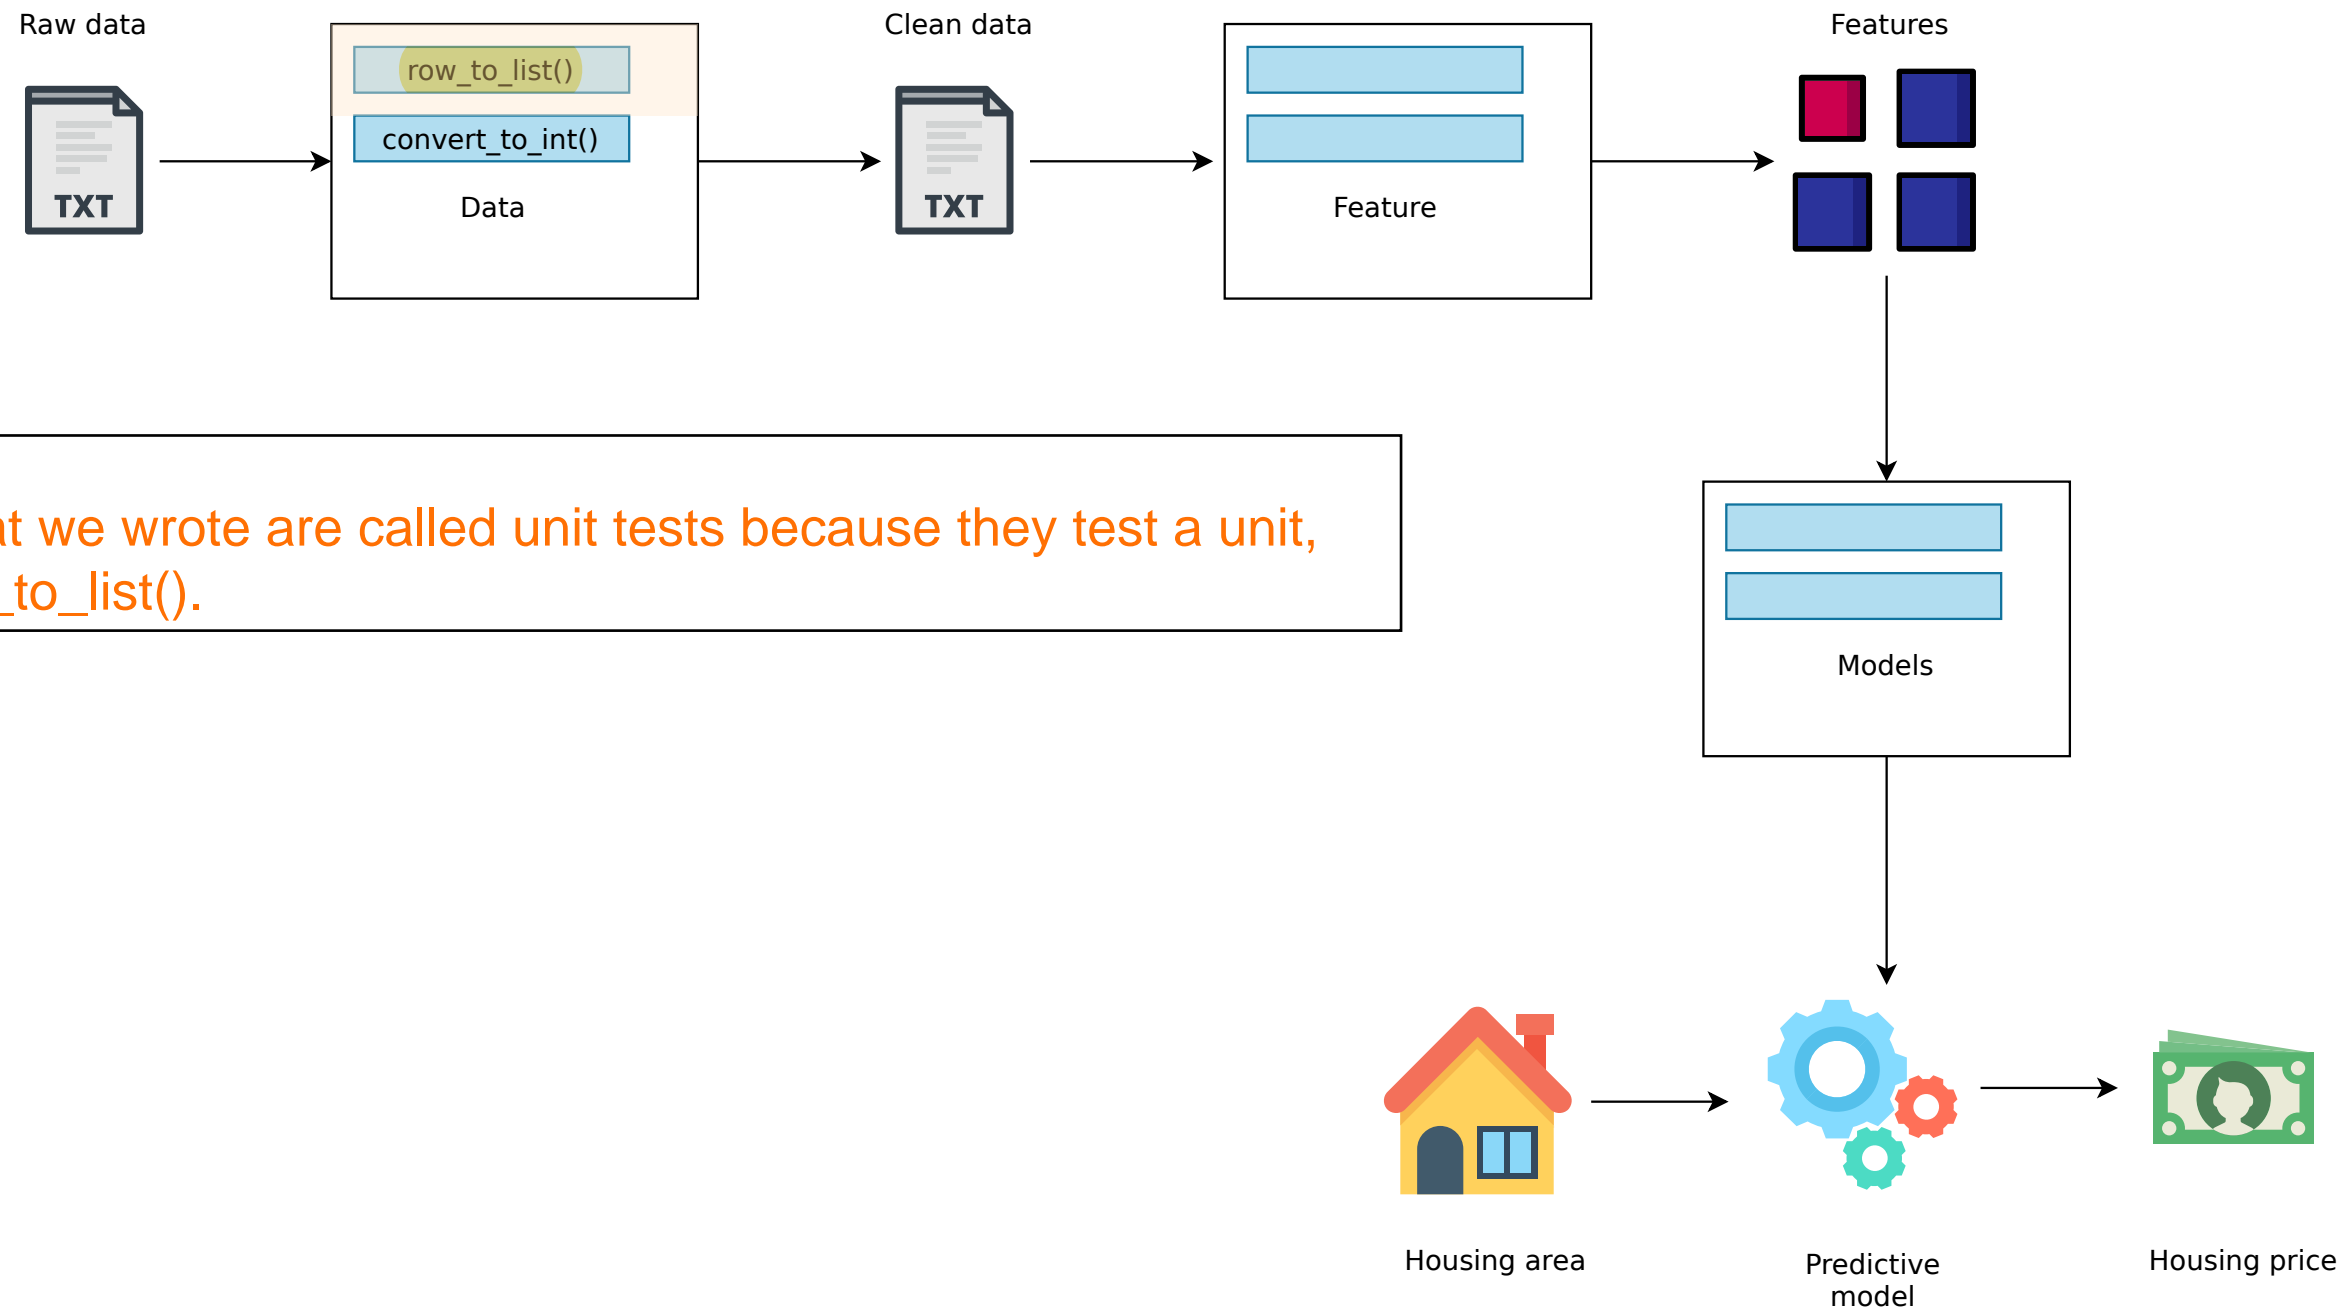 Raw data
Clean data
Features
row_to_list()
convert_to_int()
TXT
Data
TXT
Feature
we wrote are called unit tests because they test a unit,
_to_list().
Models
Housing area
Predictive
model
Housing price